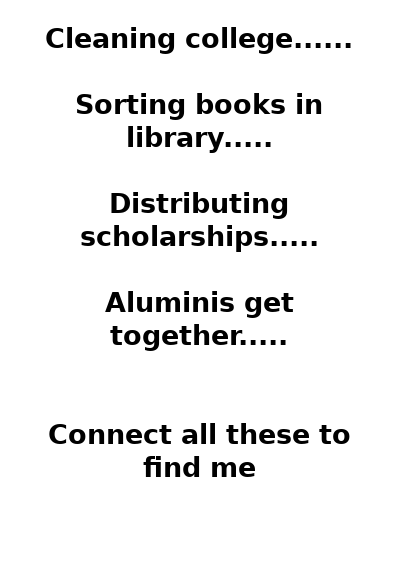 Cleaning college......
Sorting books in
library.....
Distributing
scholarships.....
Aluminis get
together.....
Connect all these to
find me